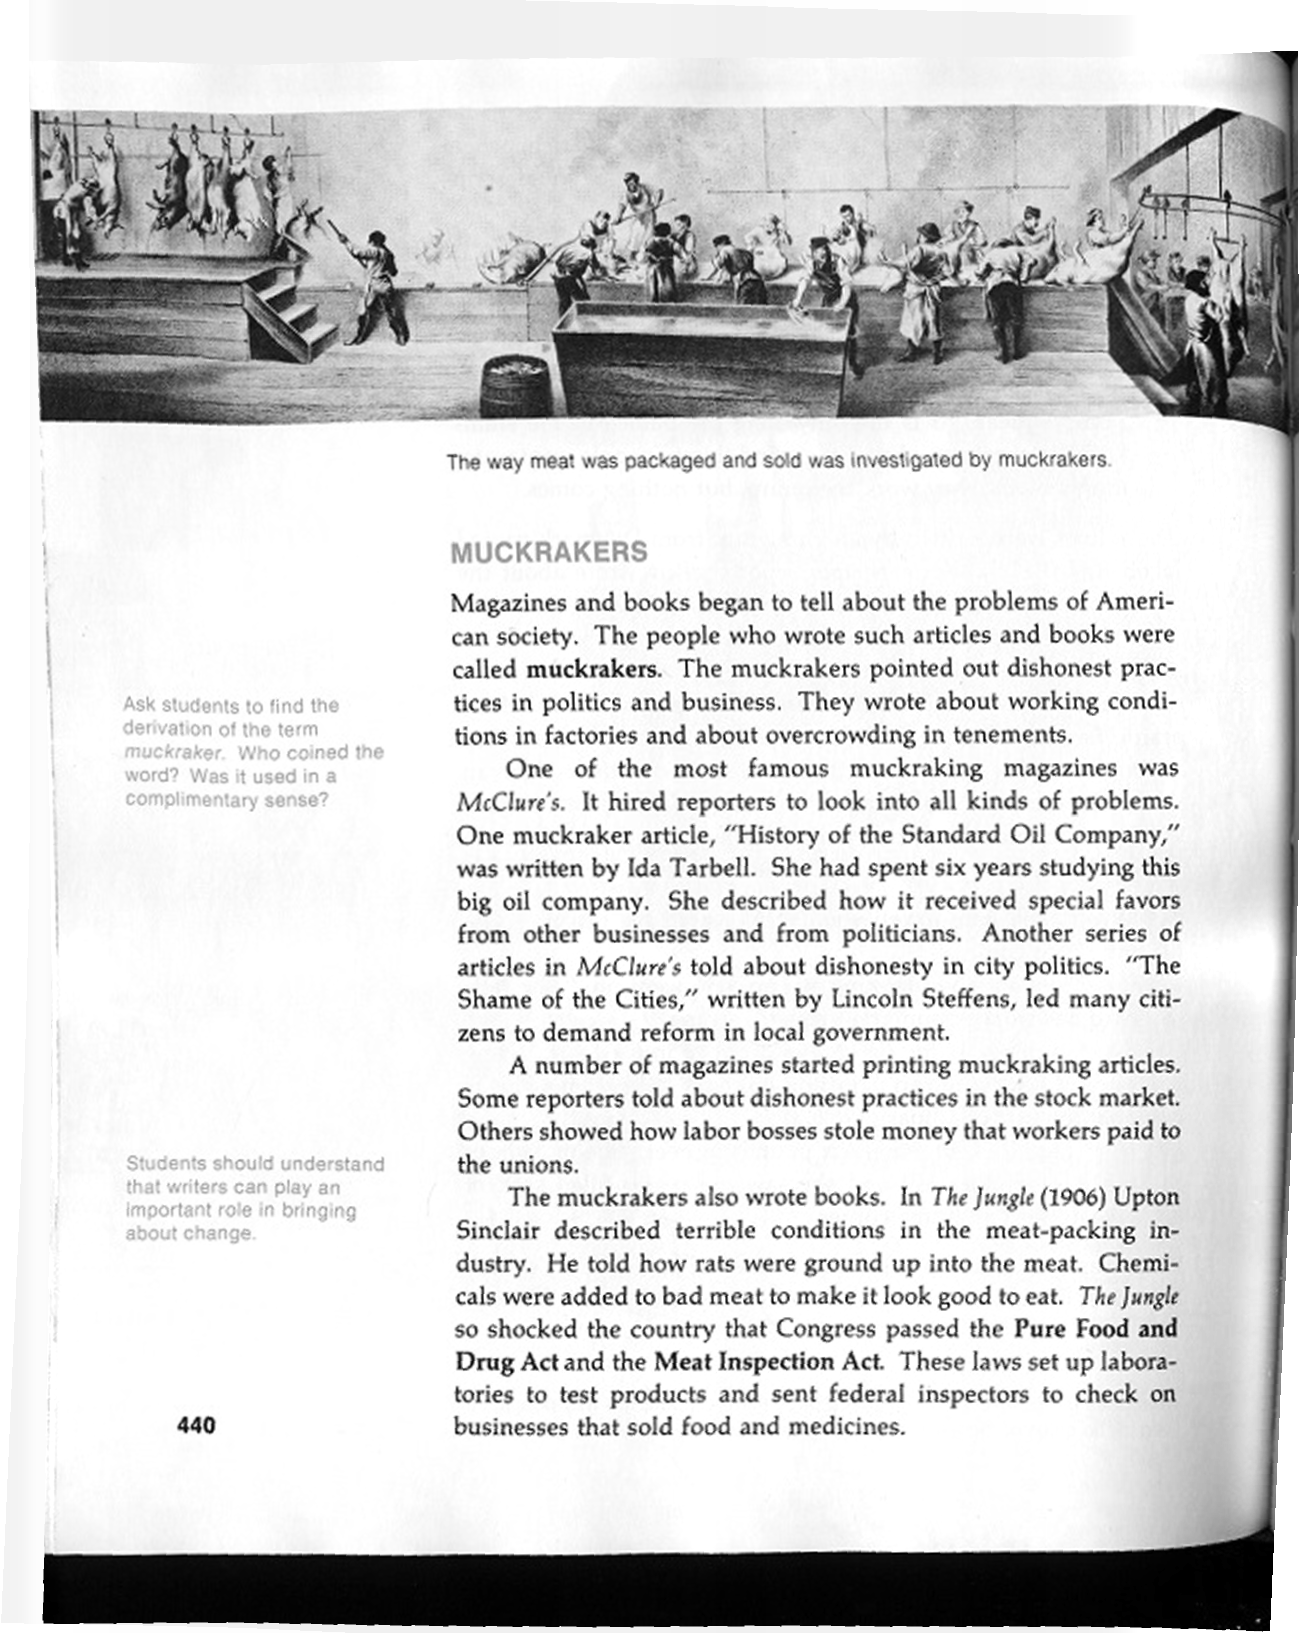 The way meat was packaged and sold was investigated by muckrakers.
MUCKRAKERS
Magazines and books began to tell about the problems of Ameri-
can society. The people who wrote such articles and books were
called muckrakers. The muckrakers pointed out dishonest prac-
tices in politics and business. They wrote about working condi-
tions in factories and about overcrowding in tenements.
One of the most famous muckraking magazines was
McClure's. It hired reporters to look into all kinds of problems.
One muckraker article, "History of the Standard Oil Company,"
was written by Ida Tarbell. She had spent six years studying this
big oil company. She described how it received special favors
from other businesses and from politicians. Another series of
articles in McClure's told about dishonesty in city politics. "The
Shame of the Cities," written by Lincoln Steffens, led many citi-
zens to demand reform in local government.
A number of magazines started printing muckraking articles.
Some reporters told about dishonest practices in the stock market.
Others showed how labor bosses stole money that workers paid to
the unions.
The muckrakers also wrote books. In The Jungle (1906) Upton
Sinclair described terrible conditions in the meat-packing in-
dustry. He told how rats were ground up into the meat. Chemi-
cals were added to bad meat to make it look good to eat. The Jungle
so shocked the country that Congress passed the Pure Food and
Drug Act and the Meat Inspection Act. These laws set up labora-
tories to test products and sent federal inspectors to check on
businesses that sold food and medicines.
Ask students to find the
derivation of the term
muckraker. Who coined the
word? Was it used in a
complimentary sense?
Students should understand
that writers can play an
important role in bringing
about change.
440